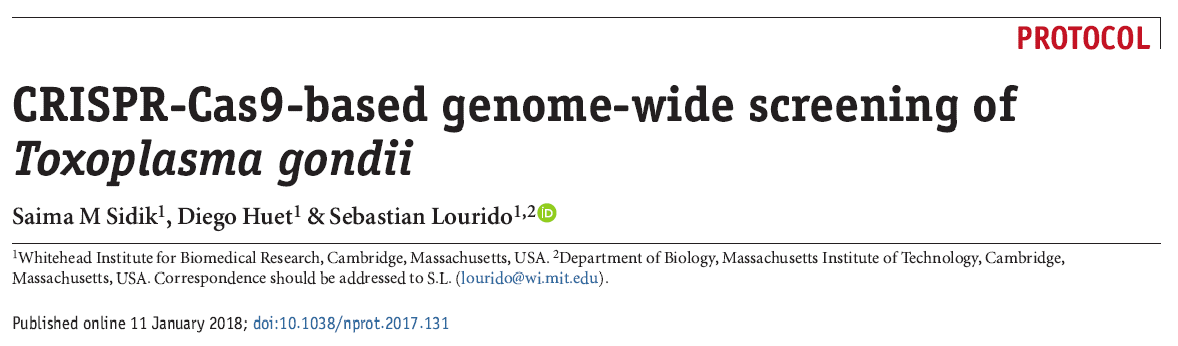 PROTOCOL
CRISPR-Cas9-based genome-wide screening of
Toxoplasma gondii
Saima M Sidik1, Diego Huet1 & Sebastian Lourido1,2 iD
1Whitehead Institute for Biomedical Research, Cambridge, Massachusetts, USA. 2Department of Biology, Massachusetts Institute of Technology, Cambridge,
Massachusetts, USA. Correspondence should be addressed to S.L. (lourido@wi.mit.edu).
Published online 11 January 2018; doi:10.1038/nprot.2017.131